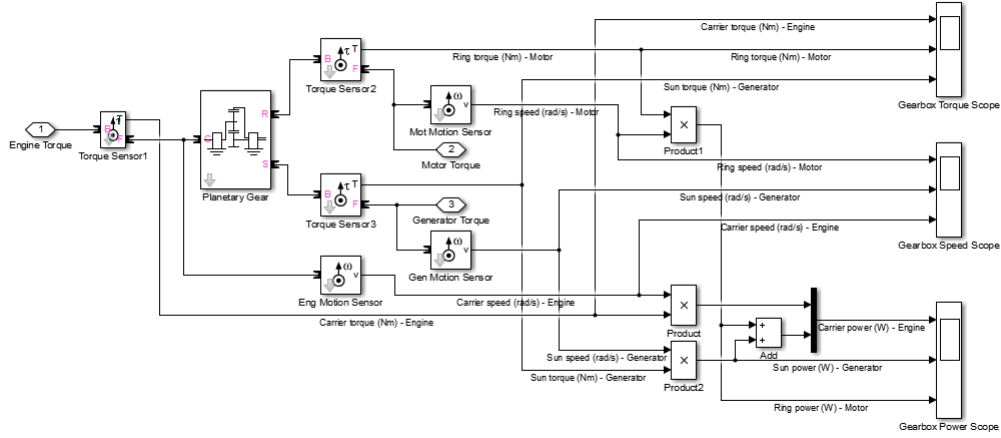 Carrier torque (Nm) - Engine
T
B
F
Ring torque (Nm) - Motor
Ring torque (Nm) - Motor
Torque Sensor2
Sun torque (Nm) - Generator
Gearbox Torque Scope
ω
v
Ring speed (rad/s) - Motor
Mot Motion Sensor
1
Engine Torque
T
B
F
Torque Sensor1
C
R
S
Planetary Gear
×
Product1
2
Motor Torque
Ring speed (rad/s) - Motor
T
B
F
Torque Sensor3
3
Generator Torque
Sun speed (rad/s) - Generator
Carrier speed (rad/s) - Engine
Gearbox Speed Scope
v
Gen Motion Sensor
ω
v
Eng Motion Sensor
Carrier speed (rad/s) - Engine
Carrier torque (Nm) - Engine
×
Product
+
+
Add
Carrier power (W) - Engine
Sun speed (rad/s) - Generator
Sun torque (Nm) - Generator
×
Product2
Sun power (W) - Generator
Ring power (W) - Motor
Gearbox Power Scope